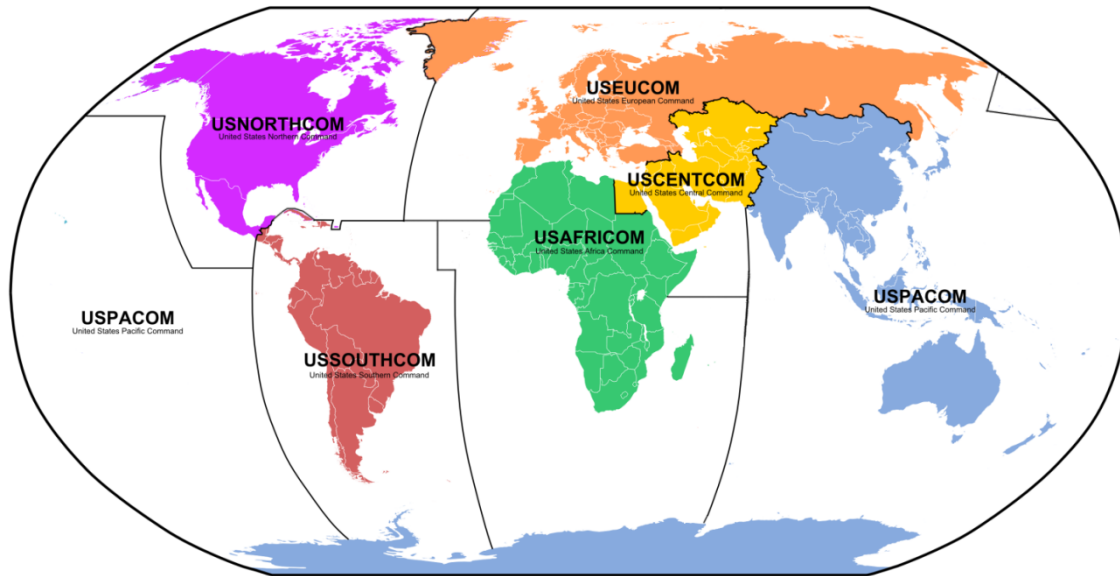 USEUCOM
United States European Command
USNORTHCOM
United States Northern Command
USCENTCOM
United States Central Command
USAFRICOM
United States Africa Command
USPACOM
United States Pacific Command
USPACOM
United States Pacific Command
USSOUTHCOM
United States Southern Command